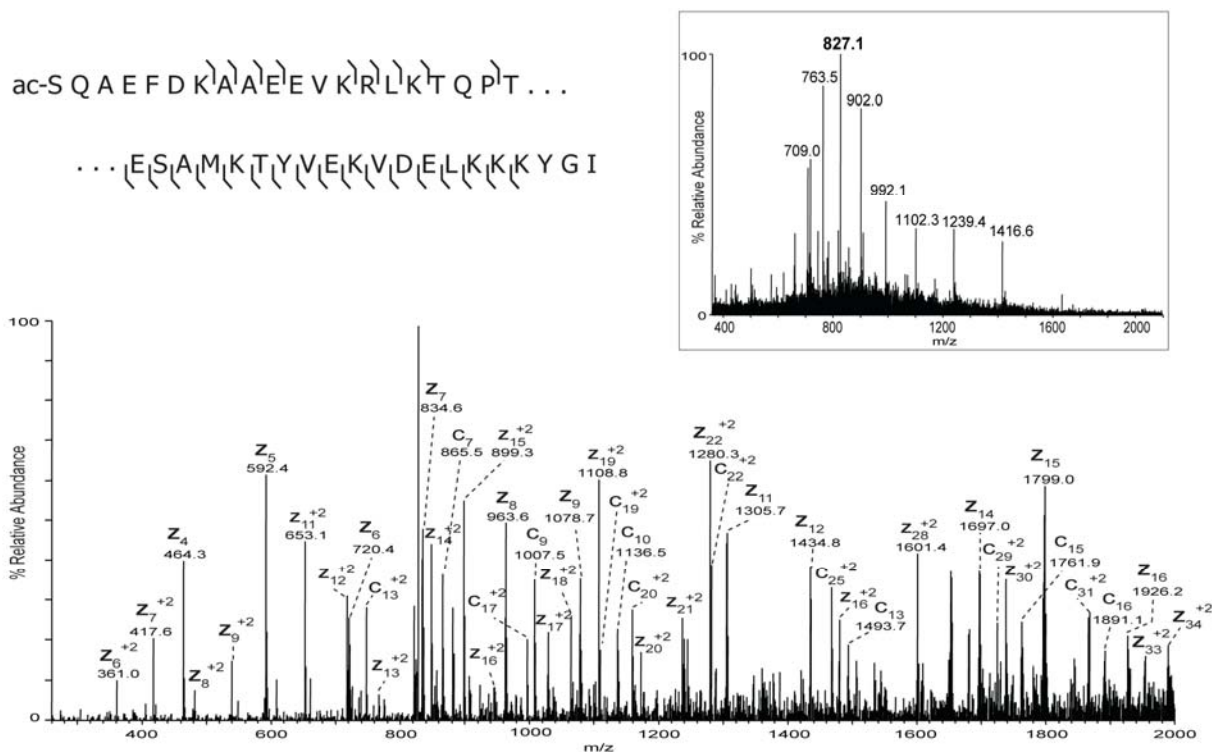 ac-S Q A E F D K A A E E V K R L K T Q P T . . .
. . . E S A M K T Y V E K V D E L K K K Y G I
100
% Relative Abundance
0
827.1
763.5
902.0
709.0
992.1
1102.3
1239.4
1416.6
400
800
1200
1600
2000
m/z
100
% Relative Abundance
0
Z6+2
361.0
Z7+2
417.6
Z4
464.3
Z8+2
Z9+2
Z5
592.4
Z11+2
653.1
Z12+2
Z6
720.4
C13+2
Z13+2
Z7
834.6
Z14+2
C7
865.5
Z15+2
899.3
C17+2
Z16+2
Z8
963.6
C9
1007.5
Z17+2
Z18+2
Z9
1078.7
Z19+2
1108.8
C19+2
C10
1136.5
C20+2
Z20+2
Z21+2
Z22+2
1280.3
C22+2
Z11
1305.7
Z12
1434.8
C25+2
Z16+2
C13
1493.7
Z28+2
1601.4
Z14
1697.0
C29+2
Z30+2
C15
1761.9
Z15
1799.0
C31+2
C16
1891.1
Z16
1926.2
Z33+2
Z34+2
400
600
800
1000
1200
1400
1600
1800
2000
m/z